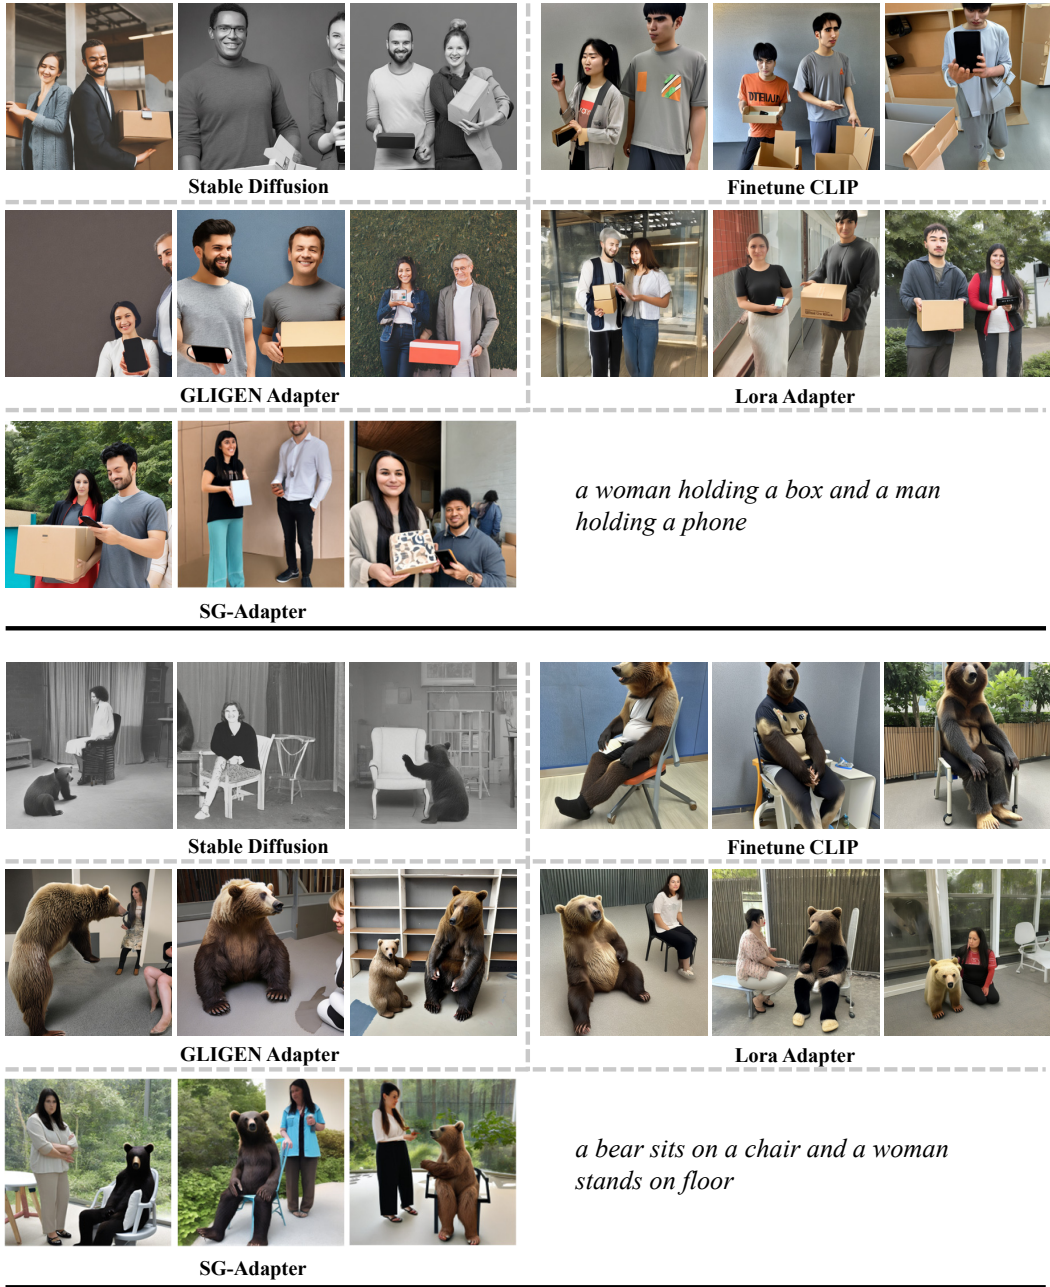 Stable Diffusion
Finetune CLIP
GLIGEN Adapter
Lora Adapter
a woman holding a box and a man
holding a phone
SG-Adapter
Stable Diffusion
Finetune CLIP
GLIGEN Adapter
Lora Adapter
a bear sits on a chair and a woman
stands on floor
SG-Adapter